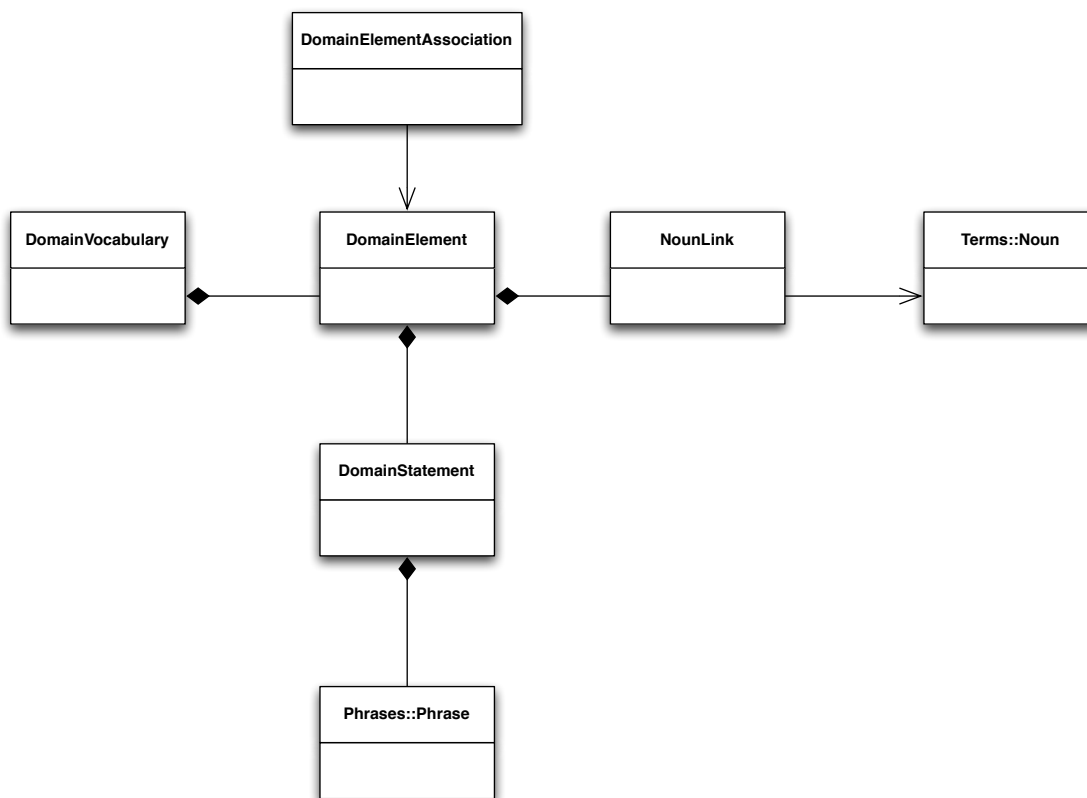 DomainElementAssociation
DomainVocabulary
DomainElement
NounLink
Terms::Noun
DomainStatement
Phrases::Phrase